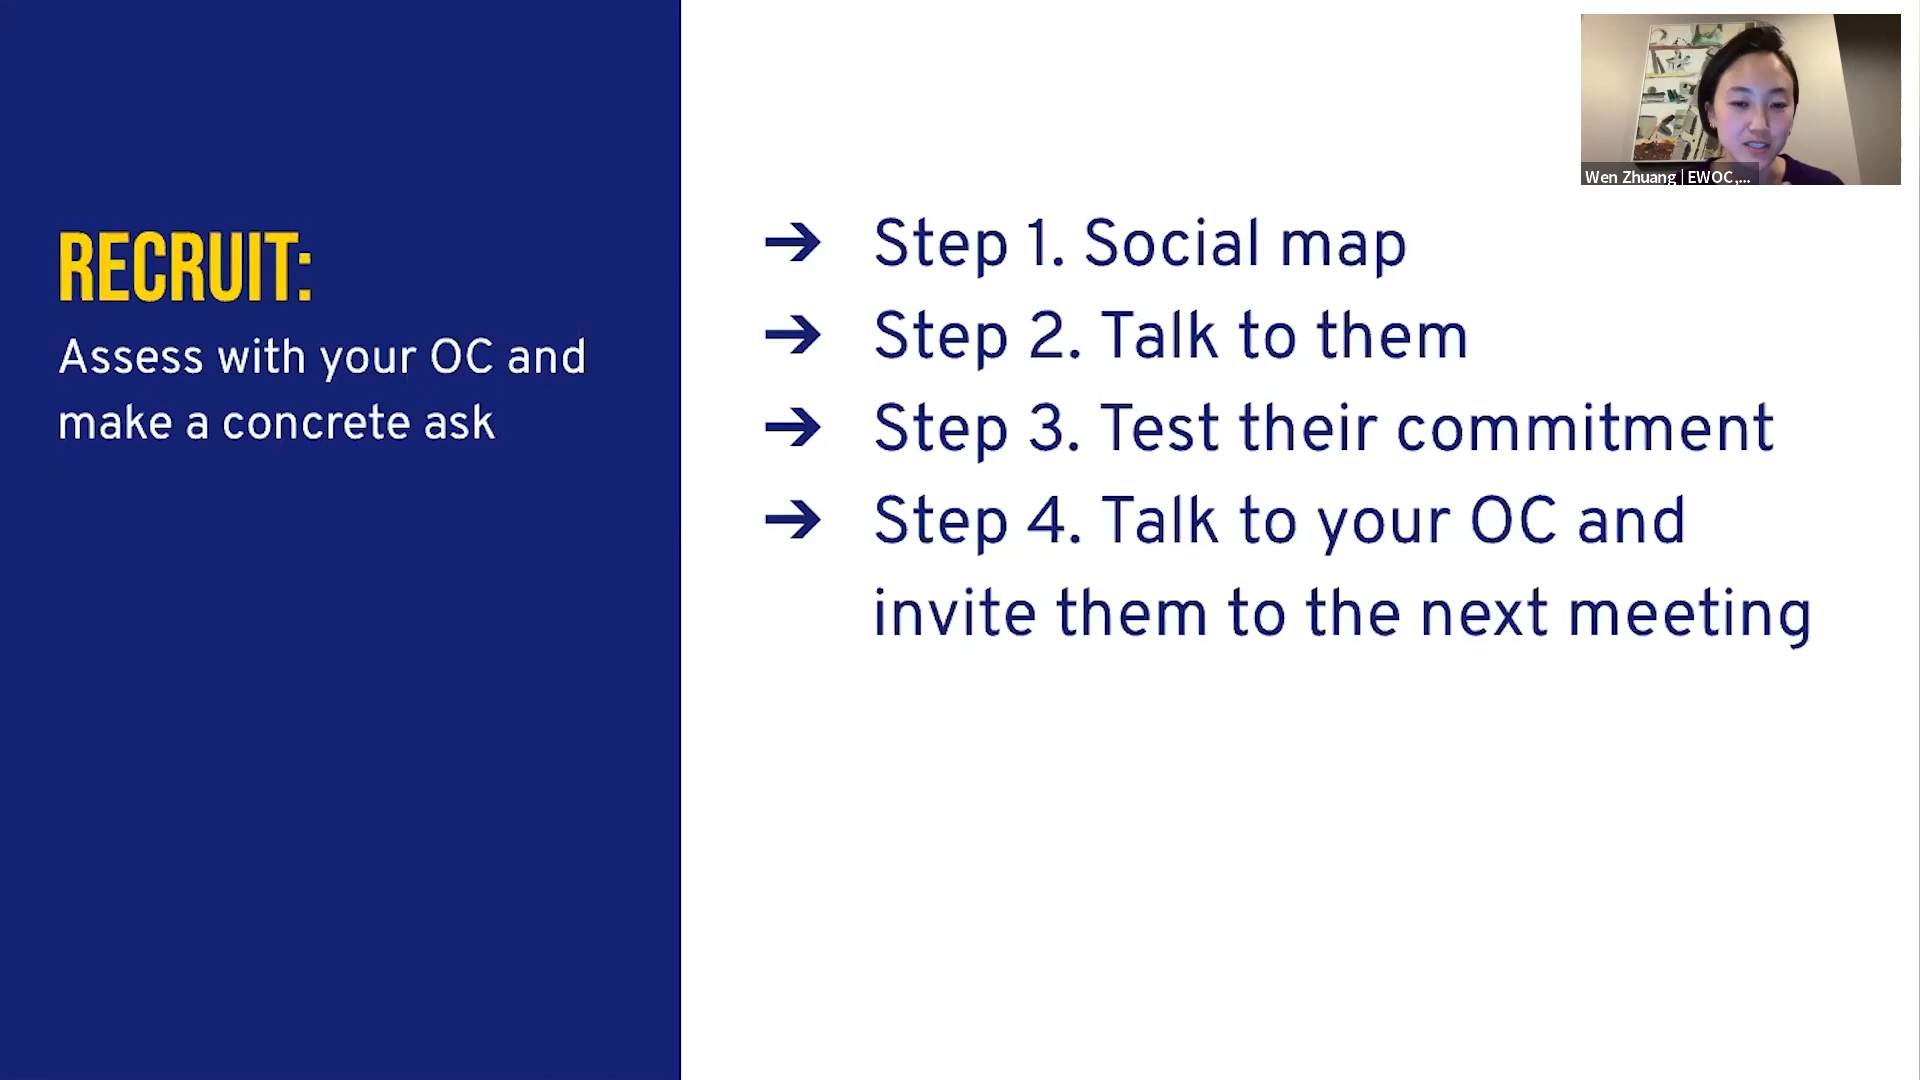 RECRUIT:
Assess with your OC and
make a concrete ask
➔ Step 1. Social map
➔ Step 2. Talk to them
➔ Step 3. Test their commitment
➔ Step 4. Talk to your OC and
invite them to the next meeting
Wen Zhuang | EWOC,...